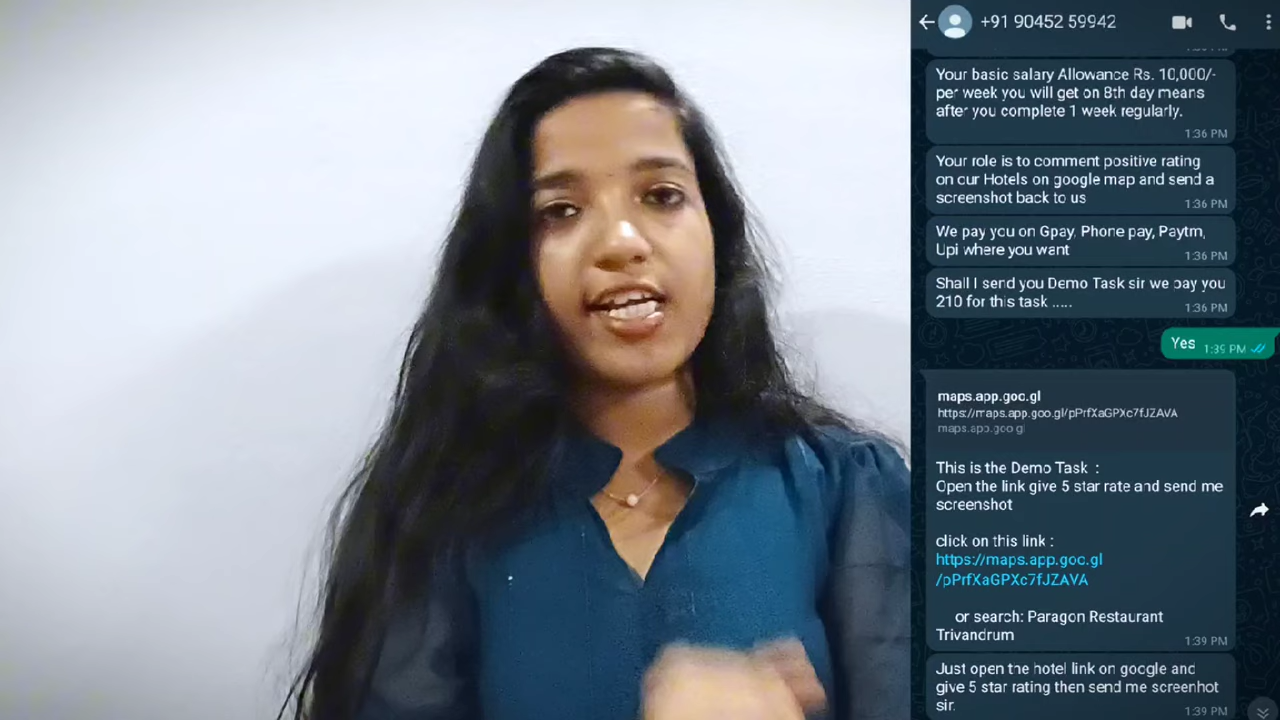 +91 90452 59942
Your basic salary Allowance Rs. 10,000/-
per week you will get on 8th day means
after you complete 1 week regularly.
1:36 PM
Your role is to comment positive rating
on our Hotels on google map and send a
screenshot back to us
1:36 PM
We pay you on Gpay, Phone pay, Paytm,
Upi where you want
1:36 PM
Shall I send you Demo Task sir we pay you
210 for this task .....
1:36 PM
Yes 1:39 PM
maps.app.goo.gl
https://maps.app.goo.gl/pPrfXaGPXc7fJZAVA
maps.app.goo.gl
This is the Demo Task :
Open the link give 5 star rate and send me
screenshot
click on this link :
https://maps.app.goo.gl
/pPrfXaGPXc7fJZAVA
or search: Paragon Restaurant
Trivandrum
1:39 PM
Just open the hotel link on google and
give 5 star rating then send me screenhot
sir.
1:39 PM